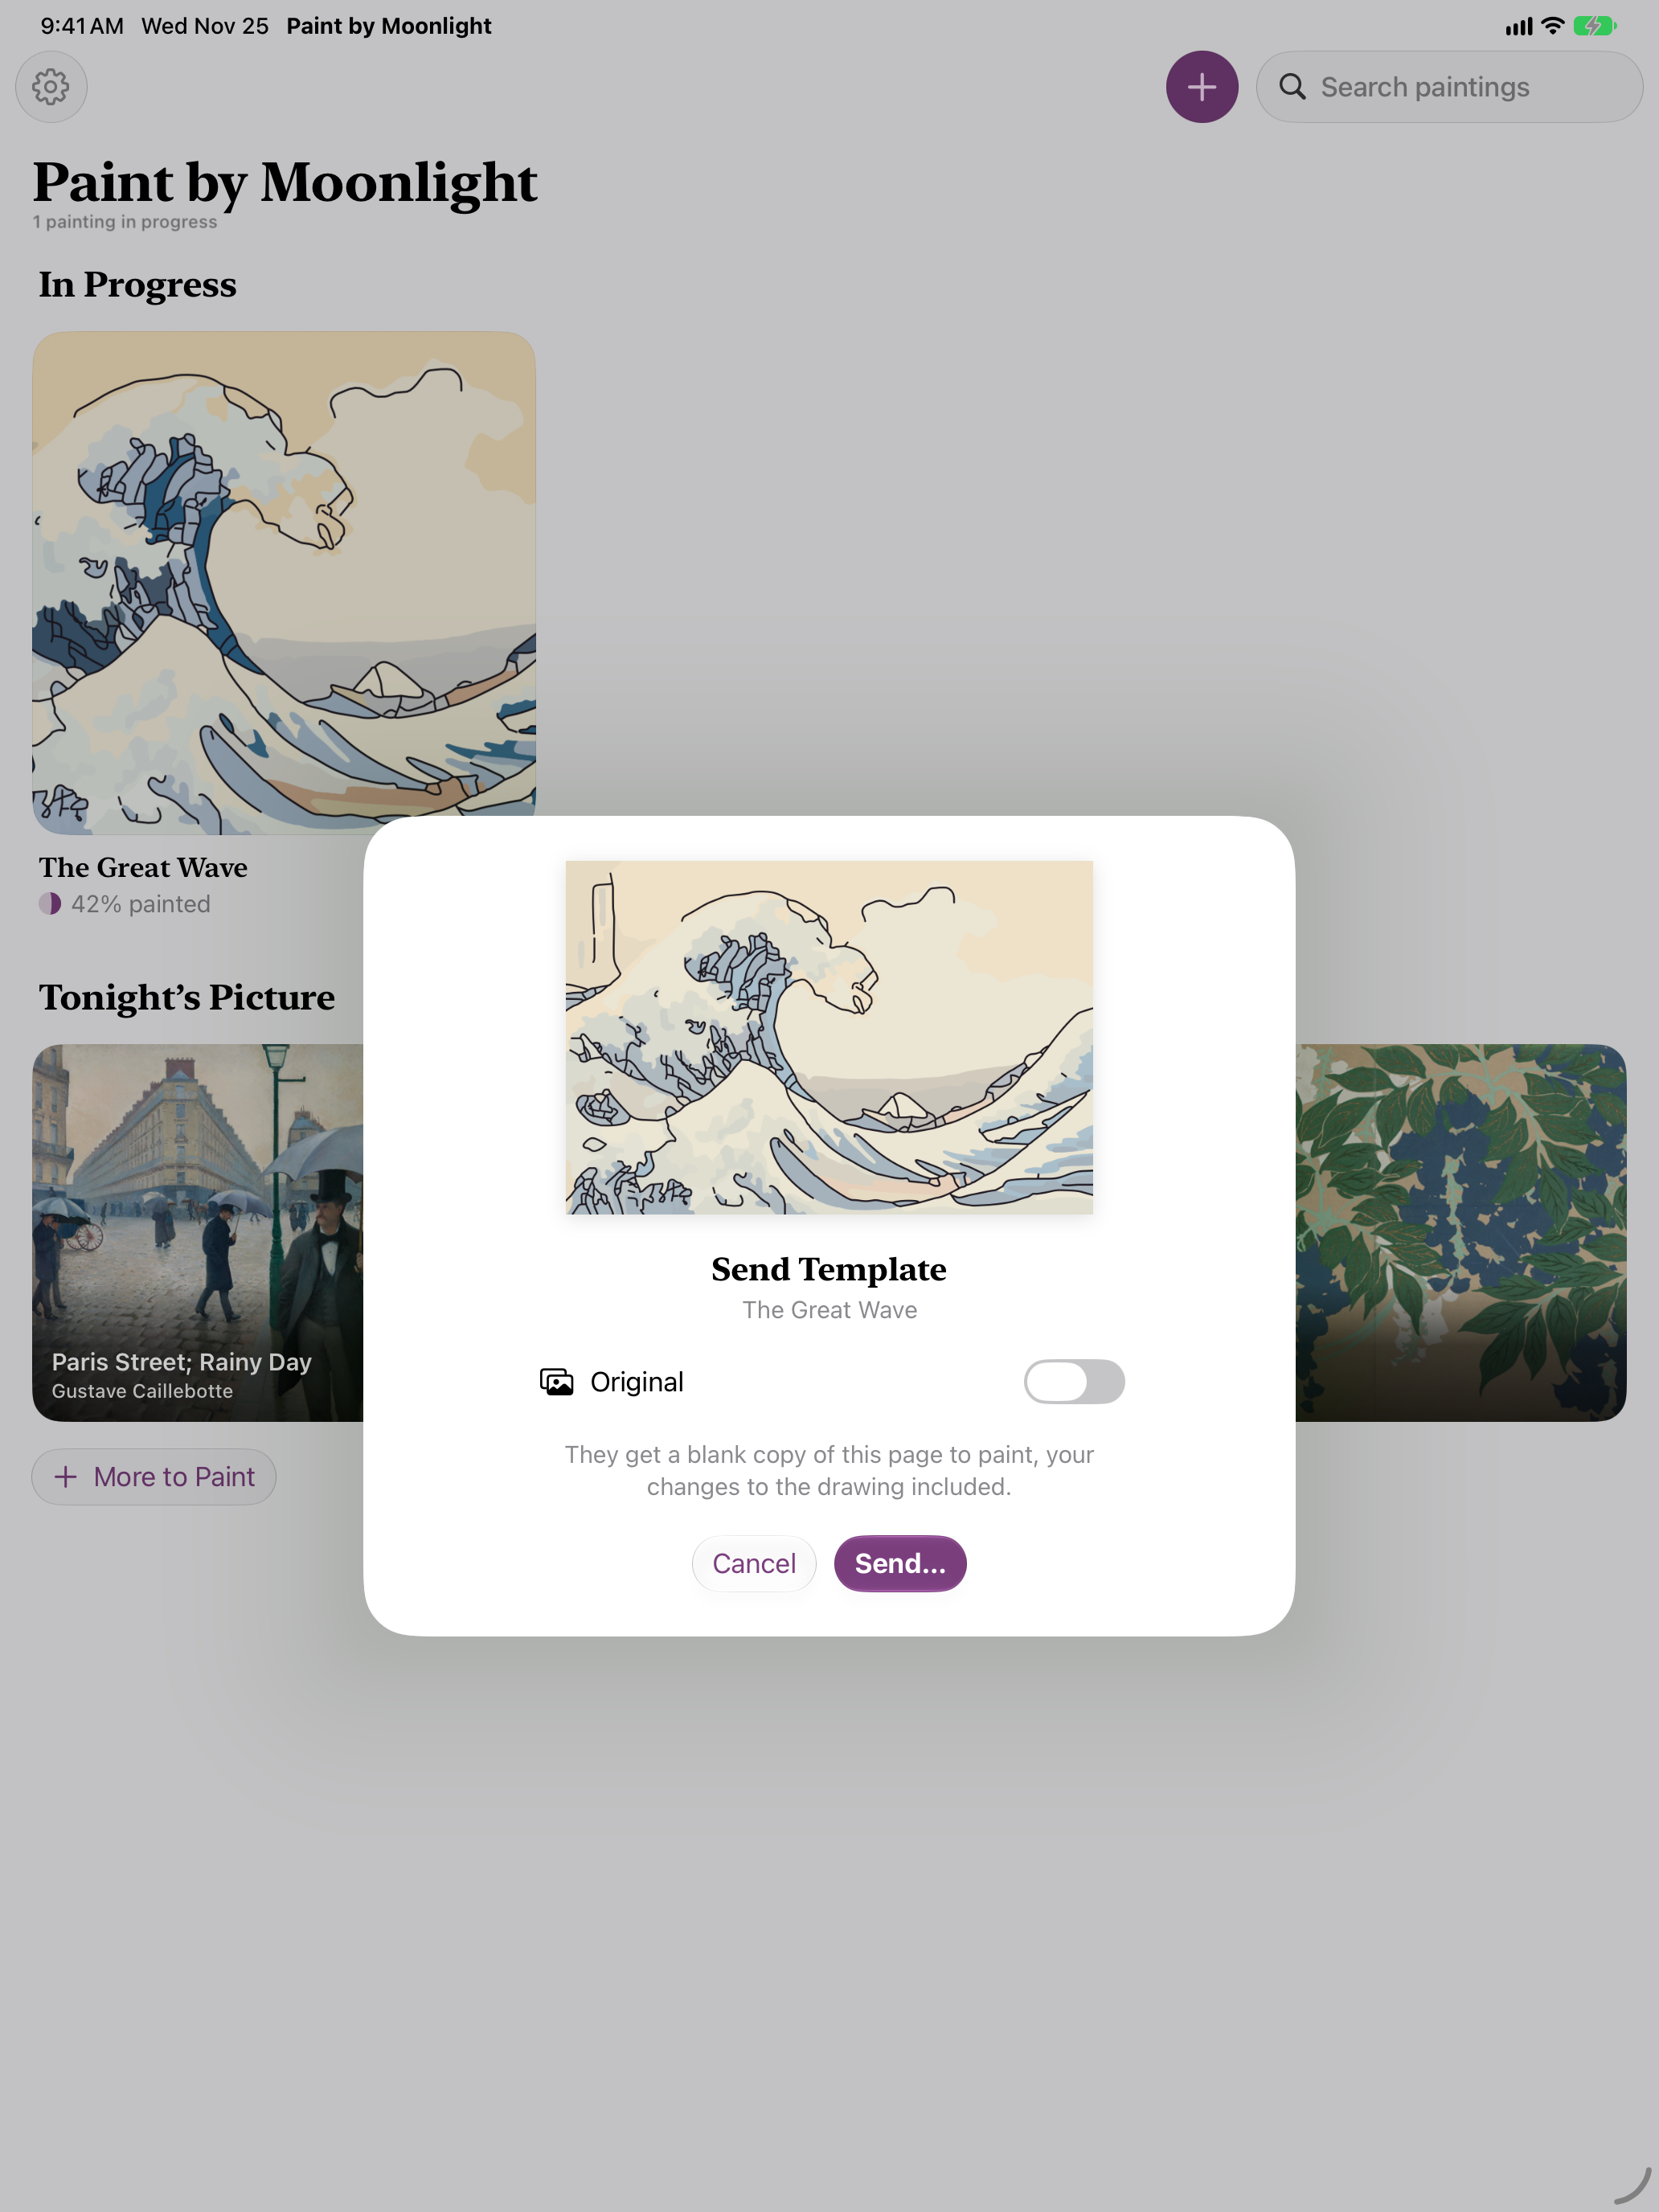 9:41 AM Wed Nov 25 Paint by Moonlight
Search paintings
Paint by Moonlight
1 painting in progress
In Progress
The Great Wave
42% painted
Tonight’s Picture
Paris Street; Rainy Day
Gustave Caillebotte
More to Paint
Send Template
The Great Wave
Original
They get a blank copy of this page to paint, your
changes to the drawing included.
Cancel
Send...